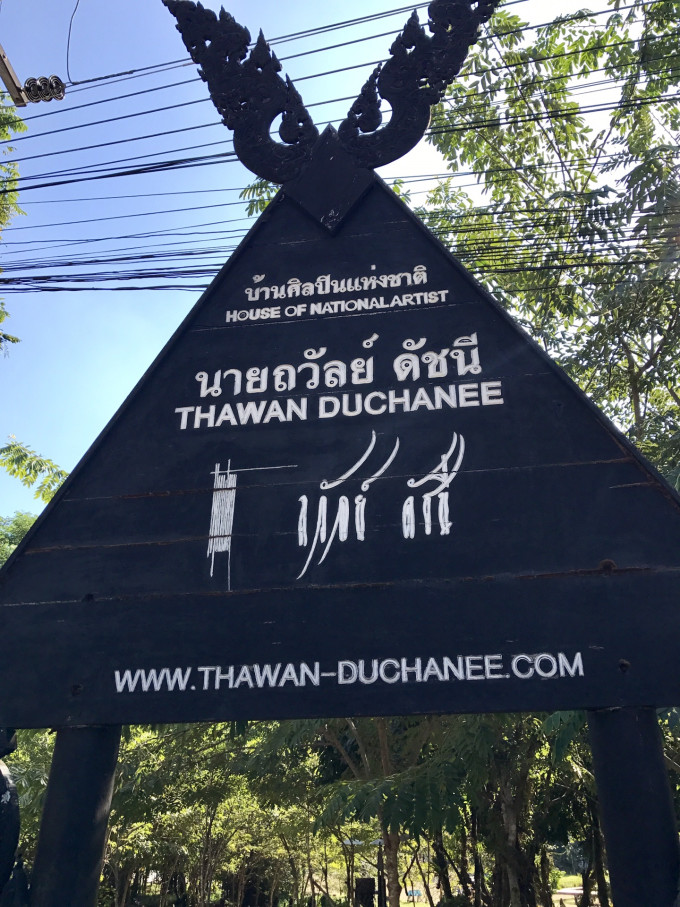 บ้านศิลปินแห่งชาติ
HOUSE OF NATIONAL ARTIST
นายถวัลย์ ดัชนี
THAWAN DUCHANEE
WWW.THAWAN-DUCHANEE.COM